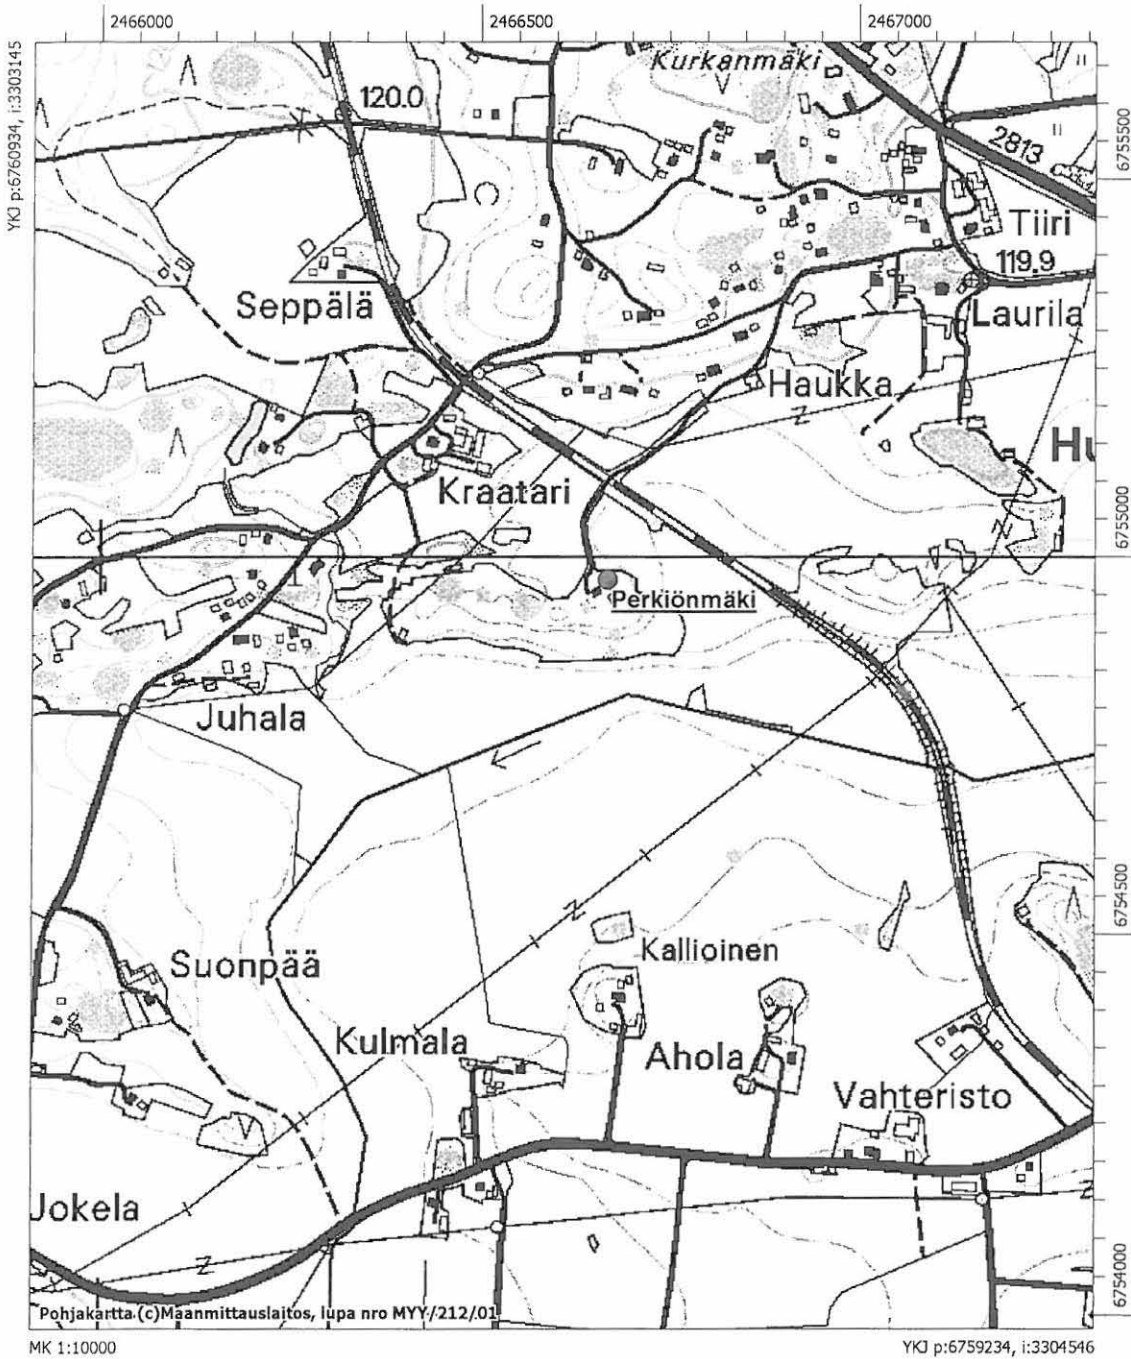 2466000
2466500
2467000
YKJ p:6760934, i:3303145
Kurkanmäki
120.0
2813
6755500
Tiiri
119.9
Seppälä
Laurila
Haukka
Kraatari
6755000
Perkiönmäki
Juhala
6754500
Suonpää
Kallioinen
Kulmala
Ahola
Vahteristo
Jokela
6754000
Pohjakartta (c)Maanmittauslaitos, lupa nro MYY/212/01
MK 1:10000
YKJ p:6759234, i:3304546